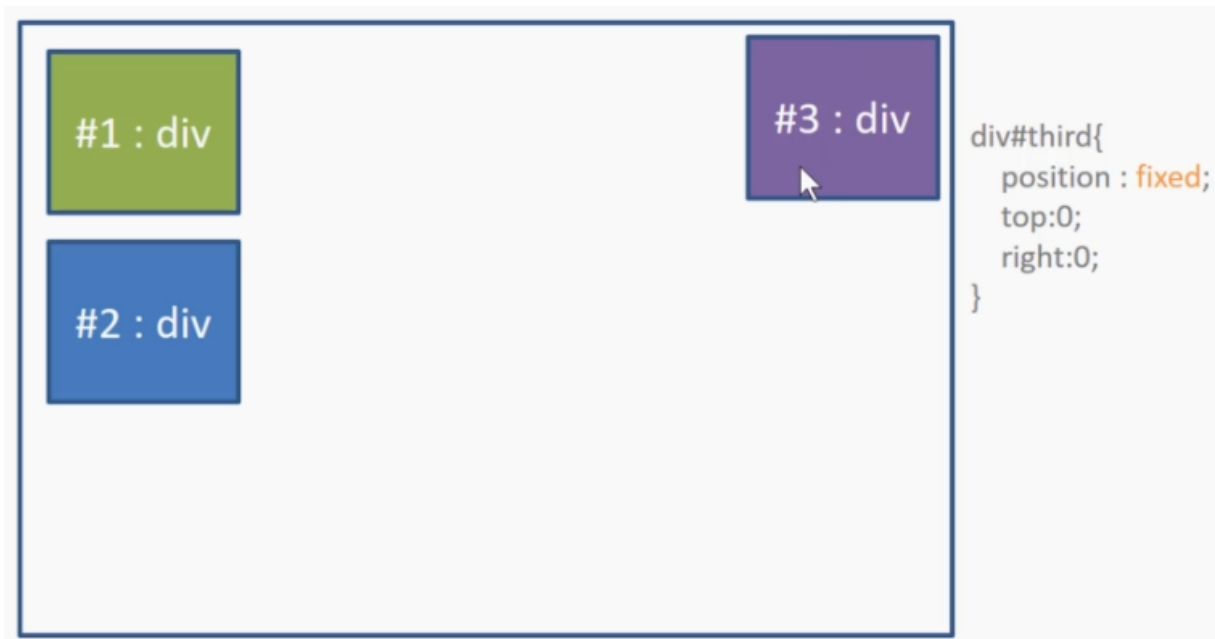 #1 : div
#3 : div
#2 : div
div#third{
position : fixed;
top:0;
right:0;
}